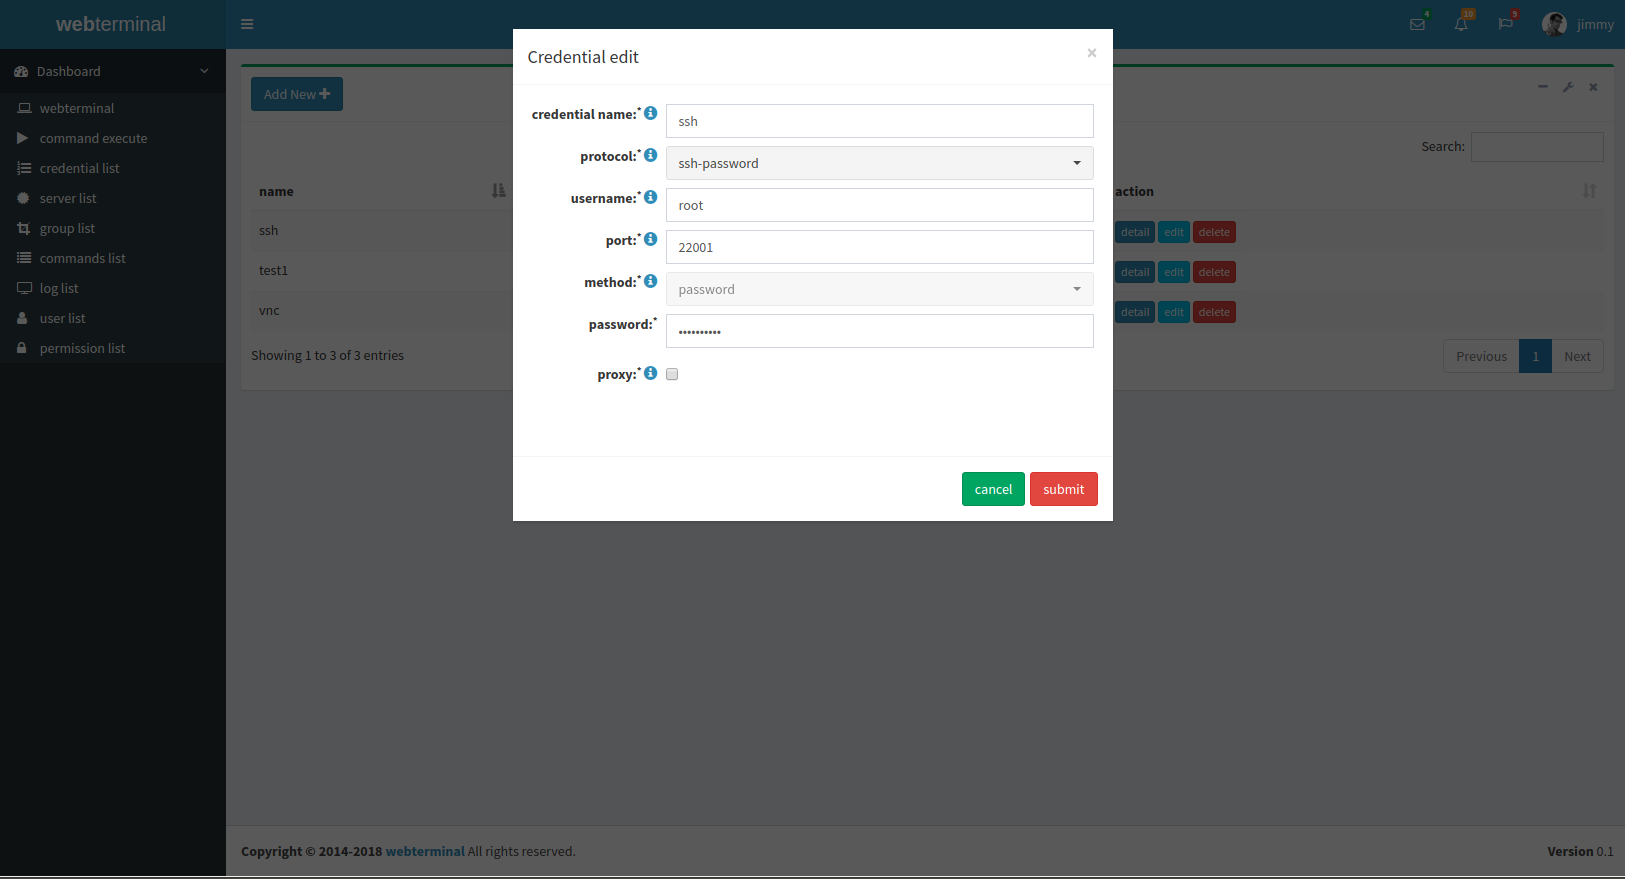 webterminal
4
10
9
jimmy
Dashboard
webterminal
command execute
credential list
server list
group list
commands list
log list
user list
permission list
Add New
Search:
name
action
ssh
detail edit delete
test1
detail edit delete
vnc
detail edit delete
Showing 1 to 3 of 3 entries
Previous 1 Next
Credential edit
×
credential name:* ssh
protocol:* ssh-password
username:* root
port:* 22001
method:* password
password:* ••••••••••
proxy:*
cancel submit
Copyright © 2014-2018 webterminal All rights reserved.
Version 0.1